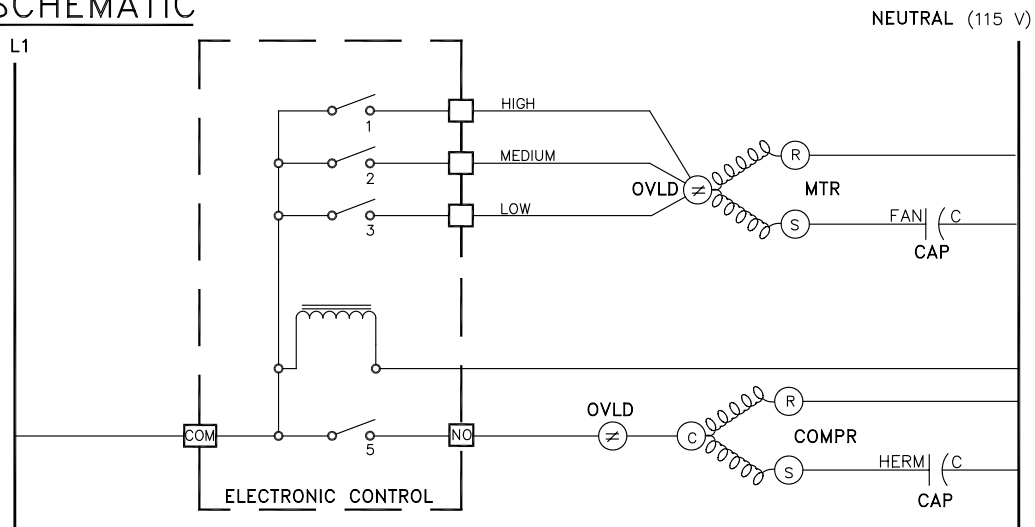 SCHEMATIC
NEUTRAL (115 V)
L1
HIGH
1
MEDIUM
2
LOW
3
OVLD
≠
R
MTR
S
FAN
C
CAP
COM
5
NO
OVLD
≠
C
R
COMPR
S
HERM
C
CAP
ELECTRONIC CONTROL